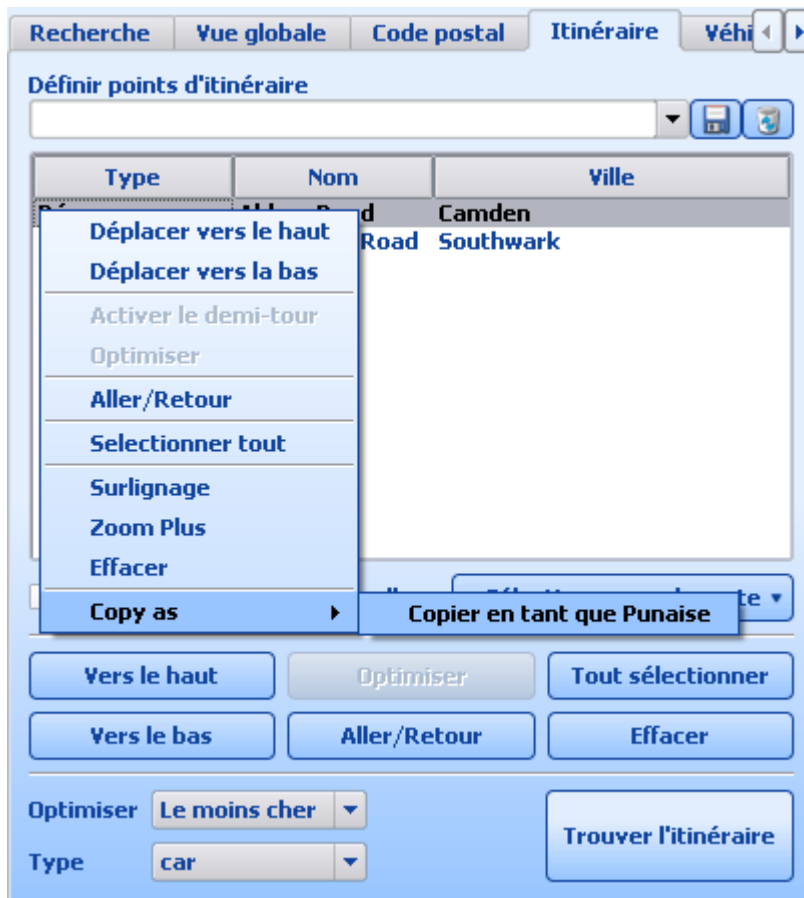 Recherche Vue globale Code postal Itinéraire Véhi
Définir points d'itinéraire
Type Nom Ville
Camden
Road Southwark
Déplacer vers le haut
Déplacer vers la bas
Activer le demi-tour
Optimiser
Aller/Retour
Selectionner tout
Surlignage
Zoom Plus
Effacer
Copy as Copier en tant que Punaise
Vers le haut Optimiser Tout sélectionner
Vers le bas Aller/Retour Effacer
Optimiser Le moins cher
Trouver l'itinéraire
Type car